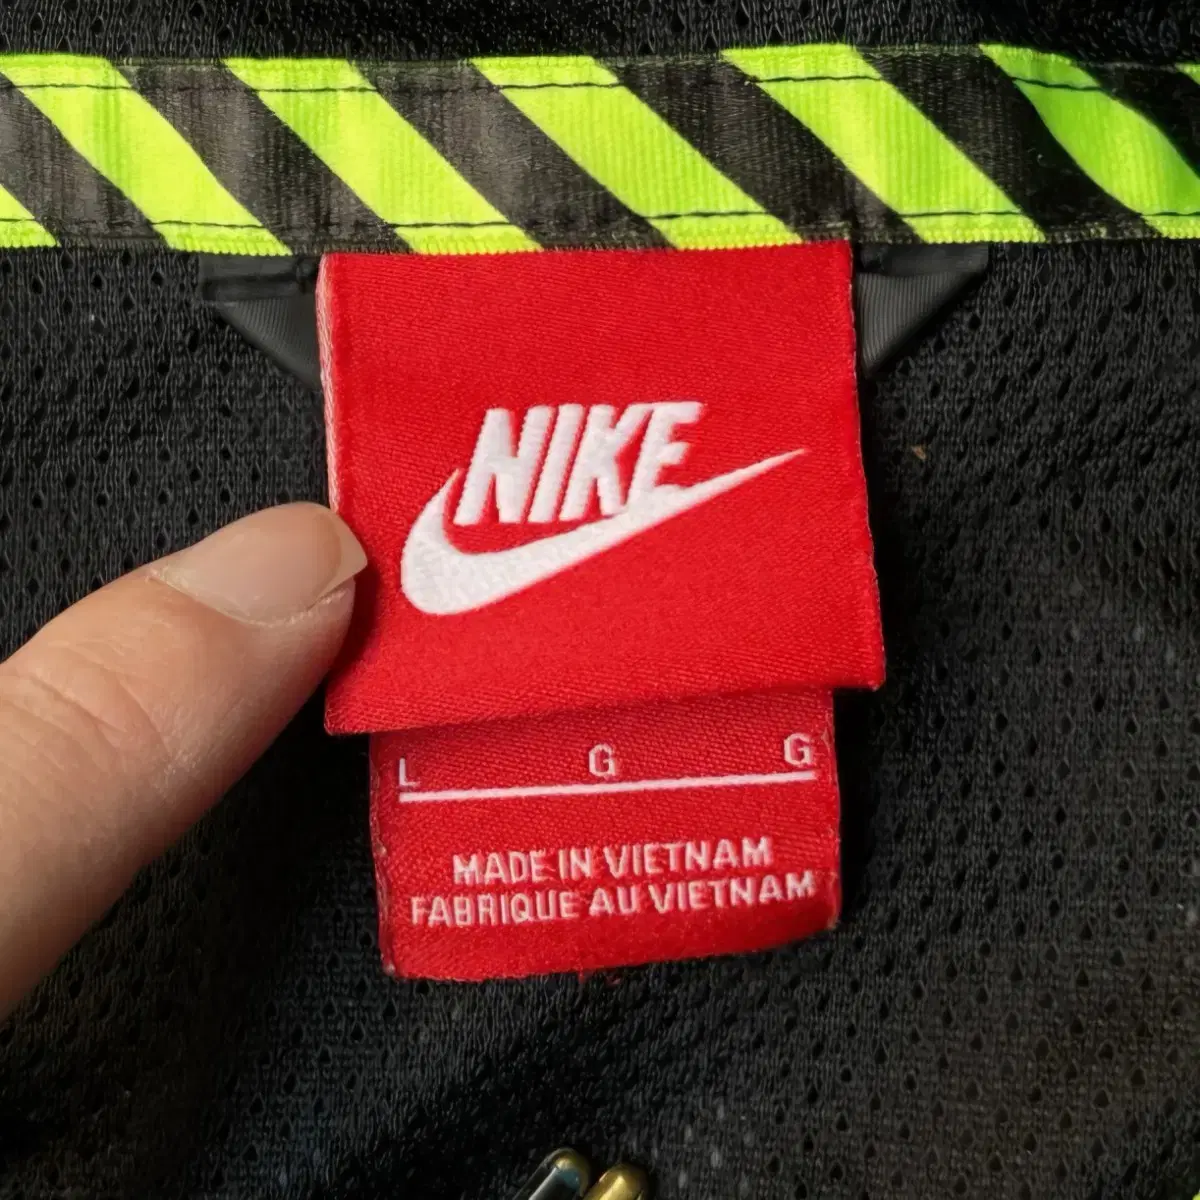 NIKE
L G G
MADE IN VIETNAM
FABRIQUE AU VIETNAM